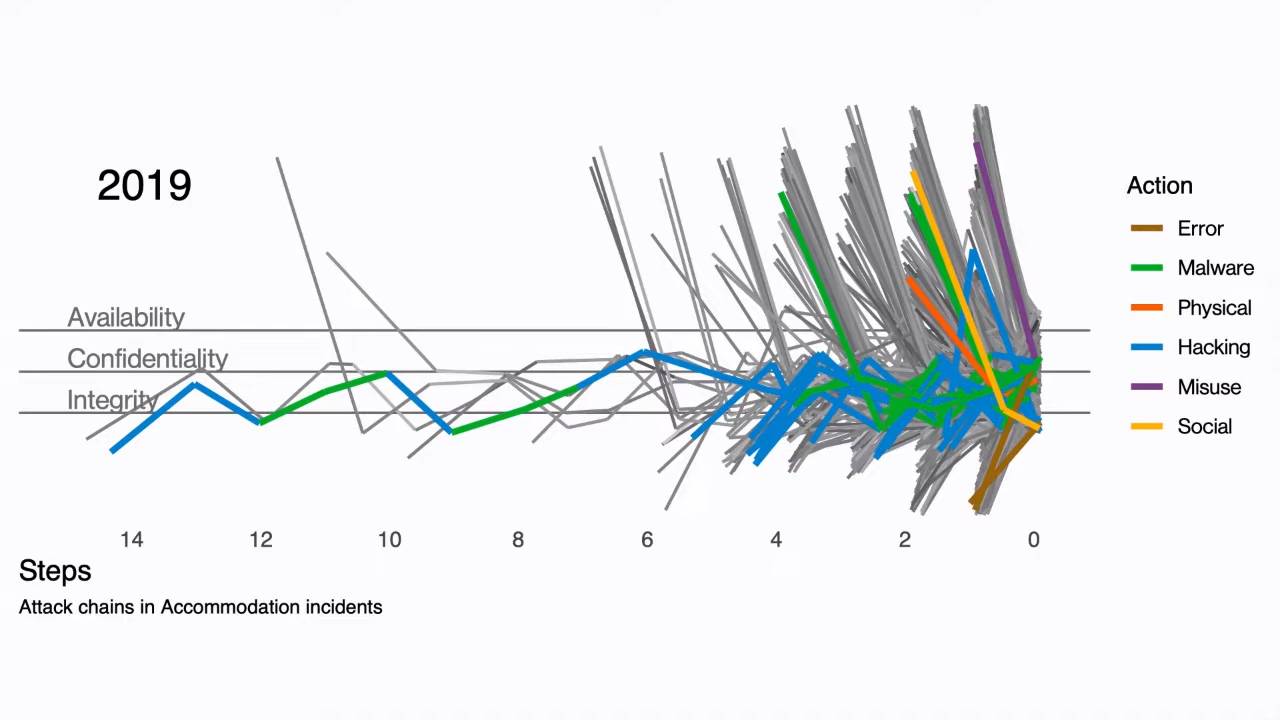 2019
Availability
Confidentiality
Integrity
14 12 10 8 6 4 2 0
Steps
Attack chains in Accommodation incidents
Action
Error
Malware
Physical
Hacking
Misuse
Social